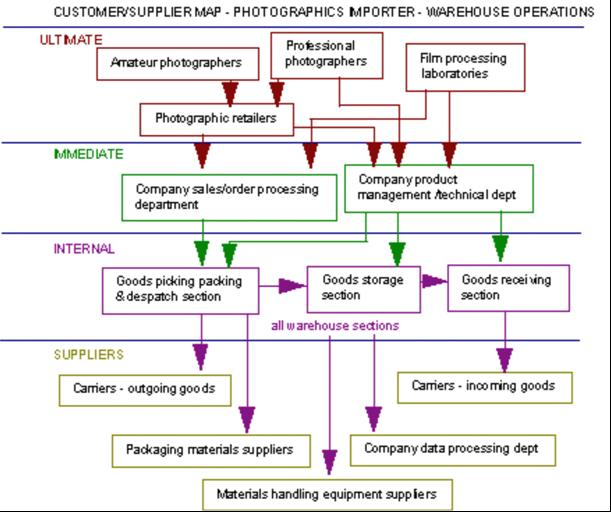 CUSTOMER/SUPPLIER MAP - PHOTOGRAPHICS IMPORTER - WAREHOUSE OPERATIONS
ULTIMATE
Amateur photographers
Professional
photographers
Film processing
laboratories
Photographic retailers
IMMEDIATE
Company sales/order processing
department
Company product
management /technical dept
INTERNAL
Goods picking packing
& despatch section
Goods storage
section
Goods receiving
section
all warehouse sections
SUPPLIERS
Carriers - outgoing goods
Carriers - incoming goods
Packaging materials suppliers
Company data processing dept
Materials handling equipment suppliers